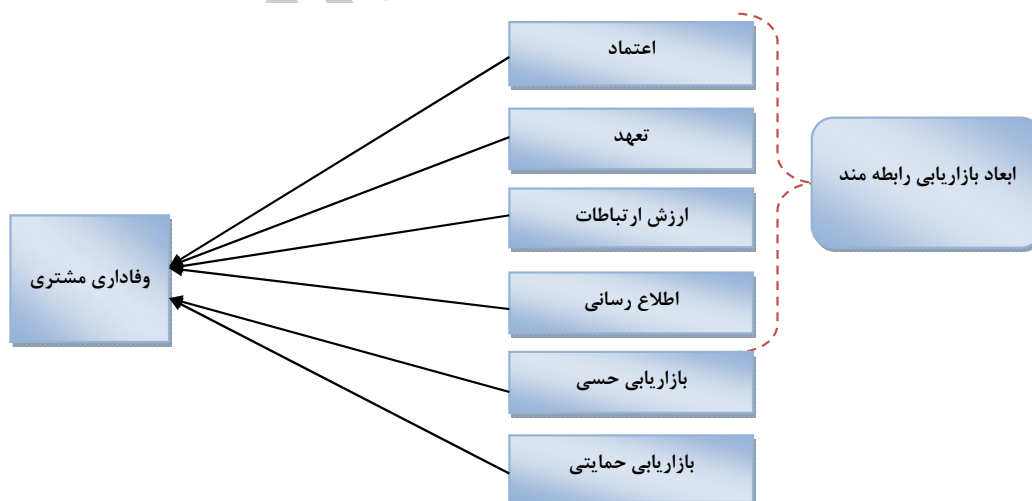 اعتماد
تعهد
ارزش ارتباطات
اطلاع رسانی
بازاریابی حسی
بازاریابی حمایتی
ابعاد بازاریابی رابطه مند
وفاداری مشتری